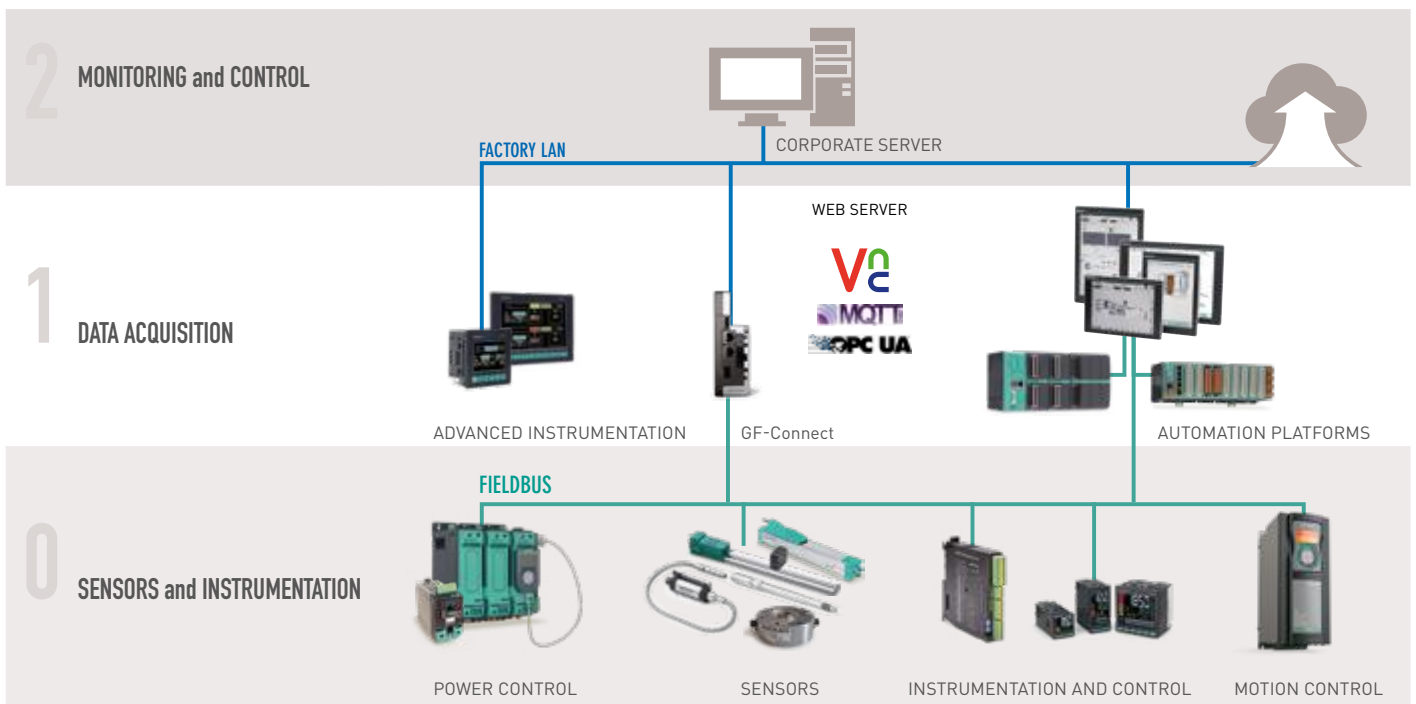 2
MONITORING and CONTROL
CORPORATE SERVER
FACTORY LAN
WEB SERVER
VNC
MQTT
OPC UA
1
DATA ACQUISITION
ADVANCED INSTRUMENTATION
GF-Connect
AUTOMATION PLATFORMS
FIELDBUS
0
SENSORS and INSTRUMENTATION
POWER CONTROL
SENSORS
INSTRUMENTATION AND CONTROL
MOTION CONTROL